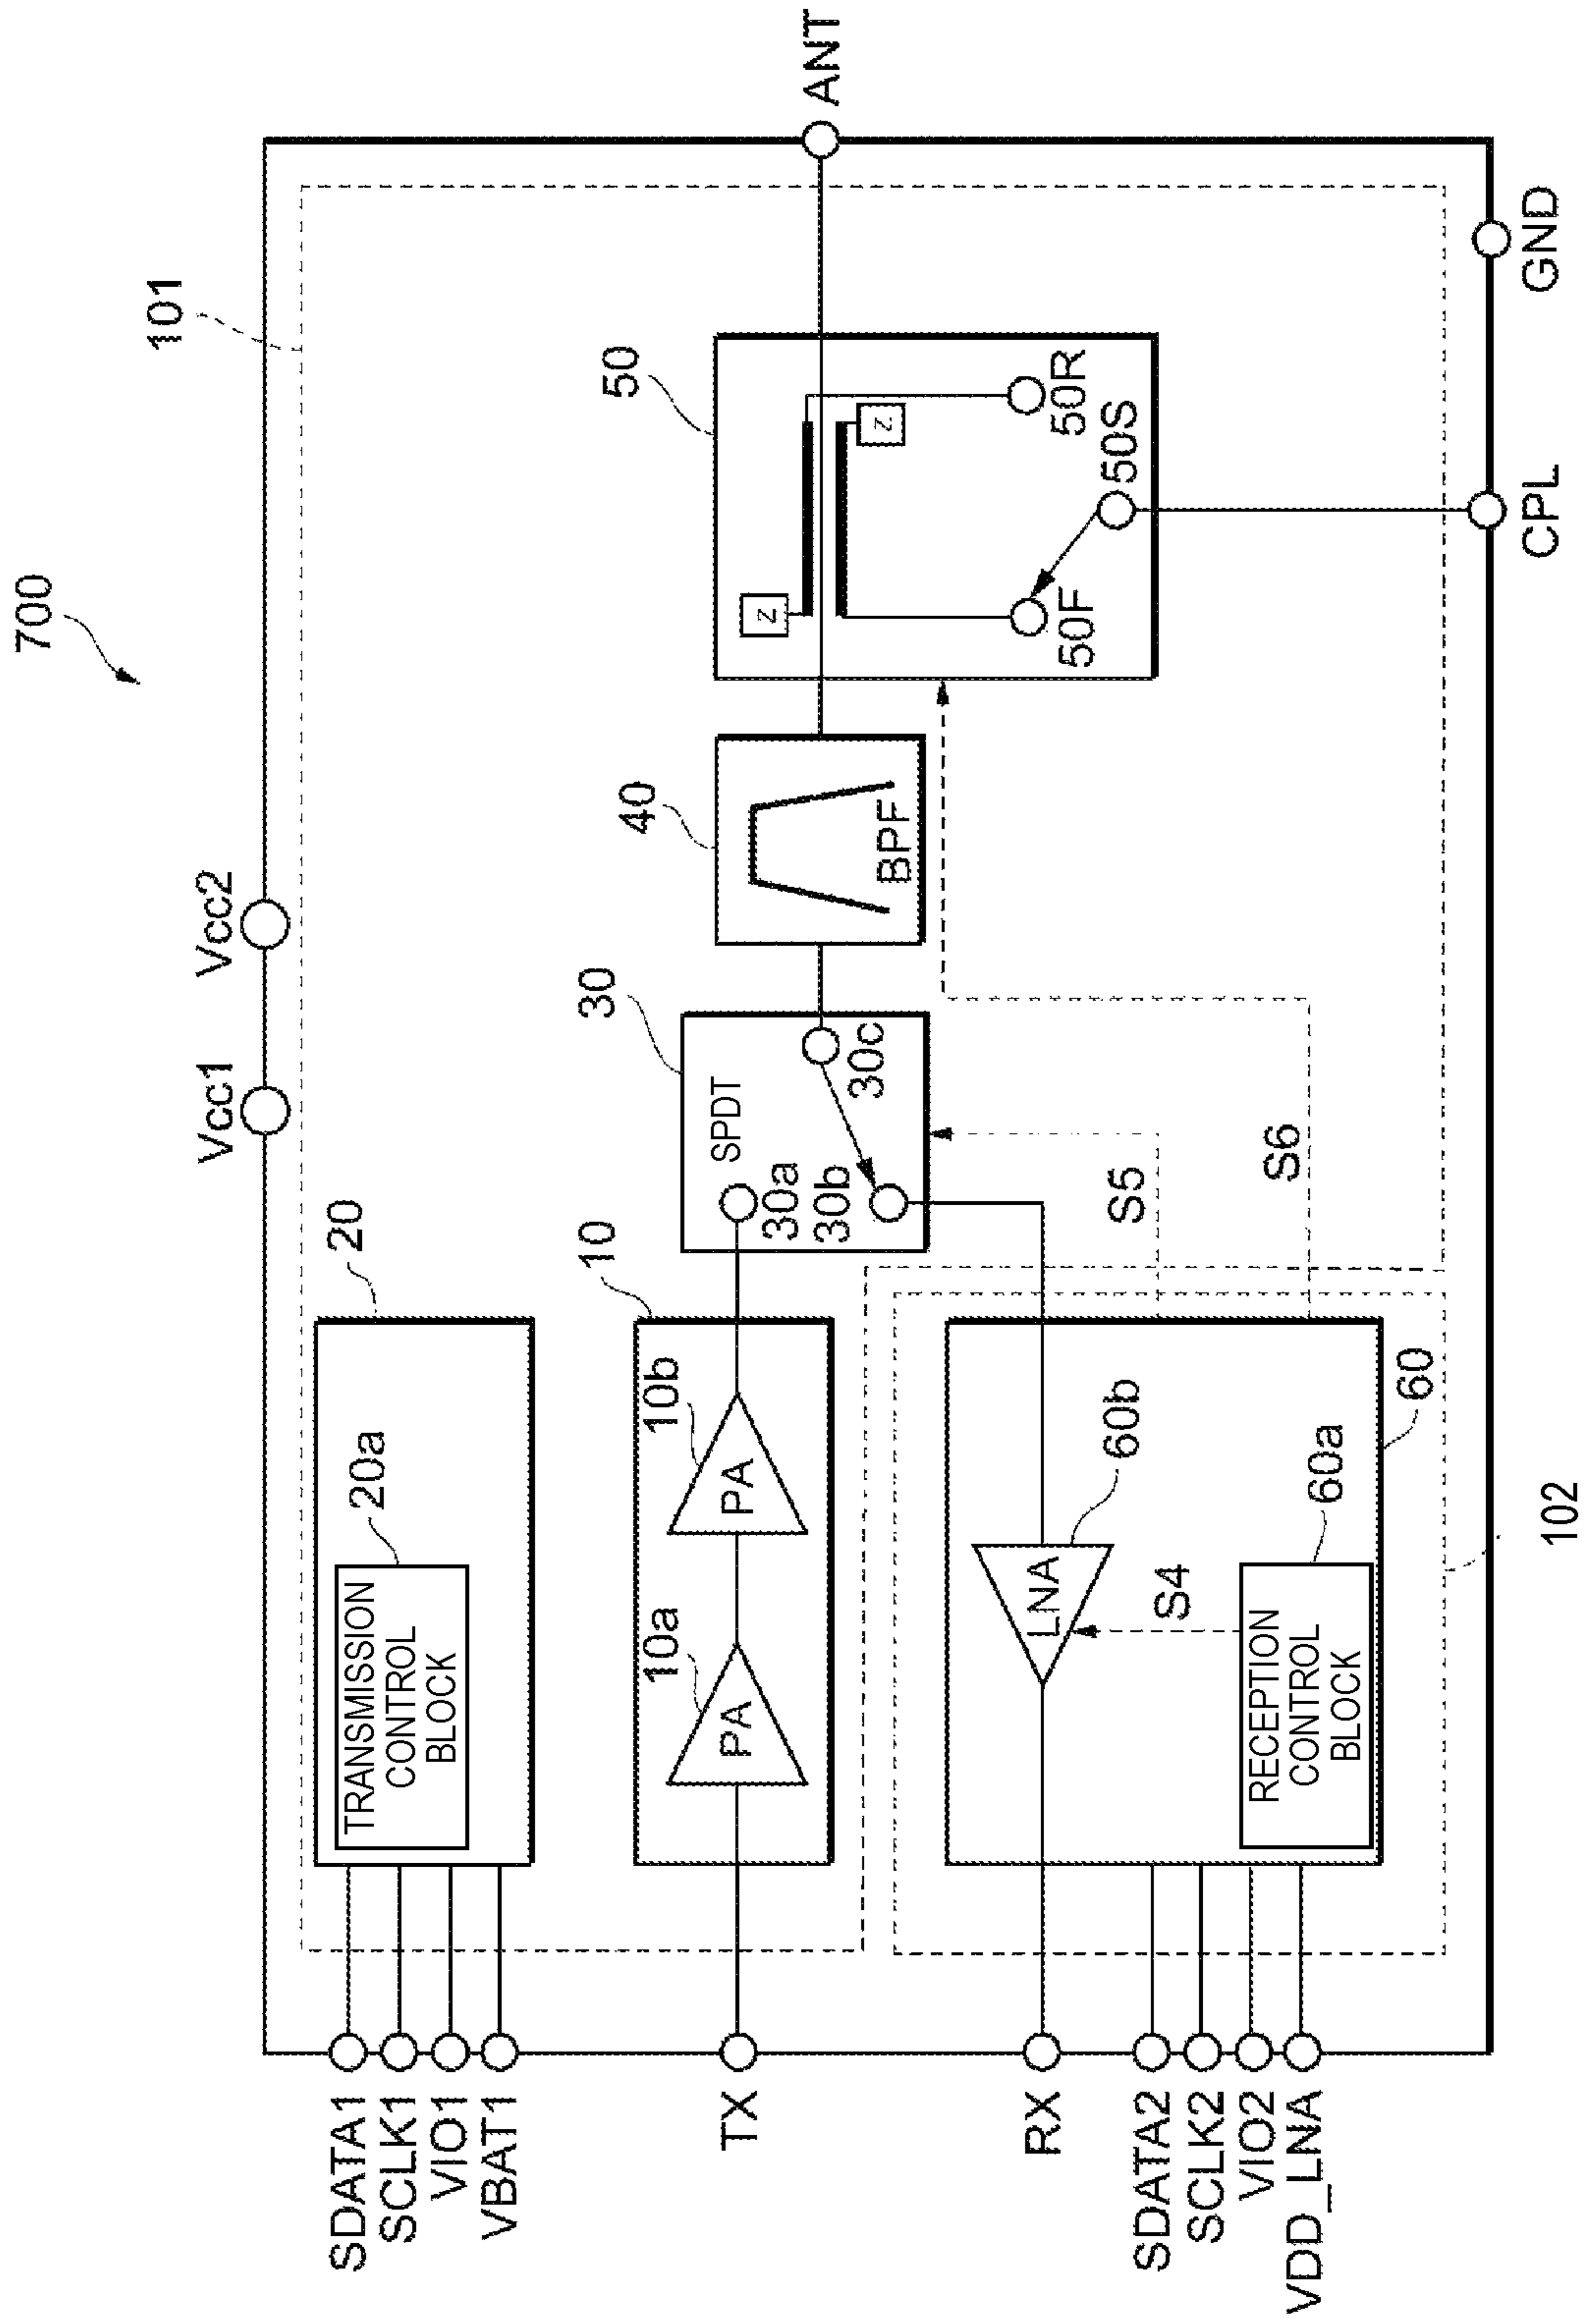 700
Vcc1
Vcc2
101
SDATA1
SCLK1
VIO1
VBAT1
20
20a
TRANSMISSION
CONTROL
BLOCK
TX
10
10a
PA
10b
PA
30
SPDT
30a
30b
30c
40
BPF
50
Z
Z
50R
50F
50S
ANT
RX
SDATA2
SCLK2
VIO2
VDD_LNA
LNA
60b
S4
60a
RECEPTION
CONTROL
BLOCK
60
102
S5
S6
CPL
GND